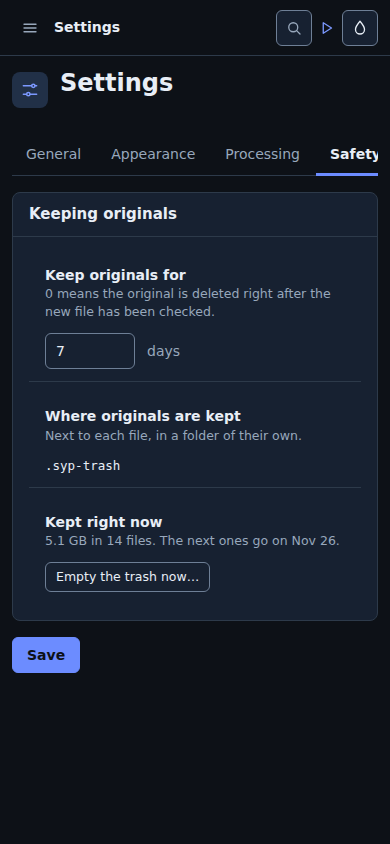 Settings
Settings
General Appearance Processing Safety
Keeping originals
Keep originals for
0 means the original is deleted right after the
new file has been checked.
7 days
Where originals are kept
Next to each file, in a folder of their own.
.syp-trash
Kept right now
5.1 GB in 14 files. The next ones go on Nov 26.
Empty the trash now...
Save